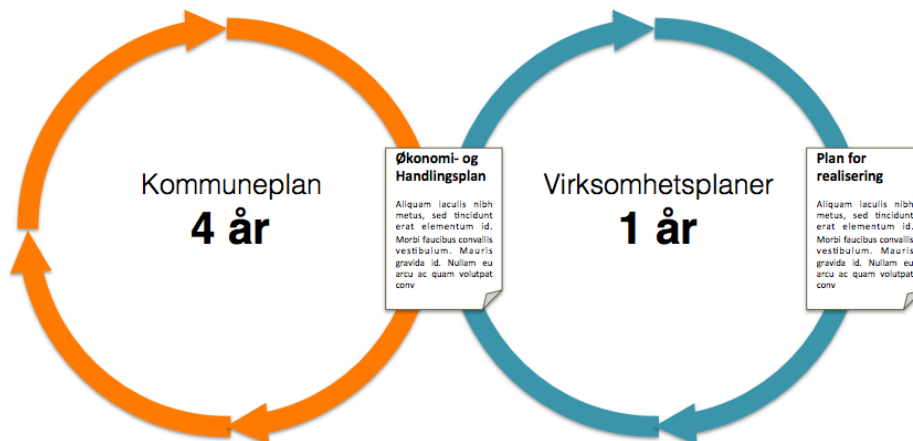 Kommuneplan
4 år
Økonomi- og
Handlingsplan
Aliquam iaculis nibh
metus, sed tincidunt
erat elementum id.
Morbi faucibus convallis
vestibulum. Mauris
gravida id. Nullam eu
arcu ac quam volutpat
conv
Virksomhetsplaner
1 år
Plan for
realisering
Aliquam iaculis nibh
metus, sed tincidunt
erat elementum id.
Morbi faucibus convallis
vestibulum. Mauris
gravida id. Nullam eu
arcu ac quam volutpat
conv